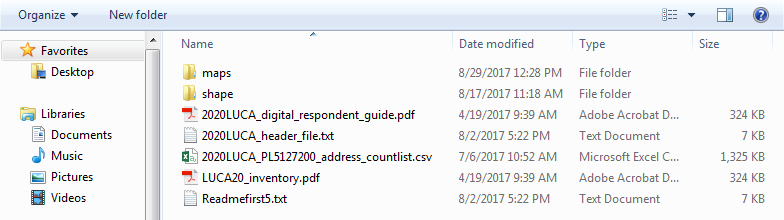 Organize New folder
Favorites Name Date modified Type Size
Desktop maps 8/29/2017 12:28 PM File folder
shape 8/17/2017 11:18 AM File folder
Libraries 2020LUCA_digital_respondent_guide.pdf 4/19/2017 9:39 AM Adobe Acrobat D... 324 KB
Documents 2020LUCA_header_file.txt 8/2/2017 5:22 PM Text Document 7 KB
Music 2020LUCA_PL5127200_address_countlist.csv 7/6/2017 10:52 AM Microsoft Excel C... 1,325 KB
Pictures LUCA20_inventory.pdf 4/19/2017 9:39 AM Adobe Acrobat D... 324 KB
Videos Readmefirst5.txt 8/2/2017 5:22 PM Text Document 7 KB